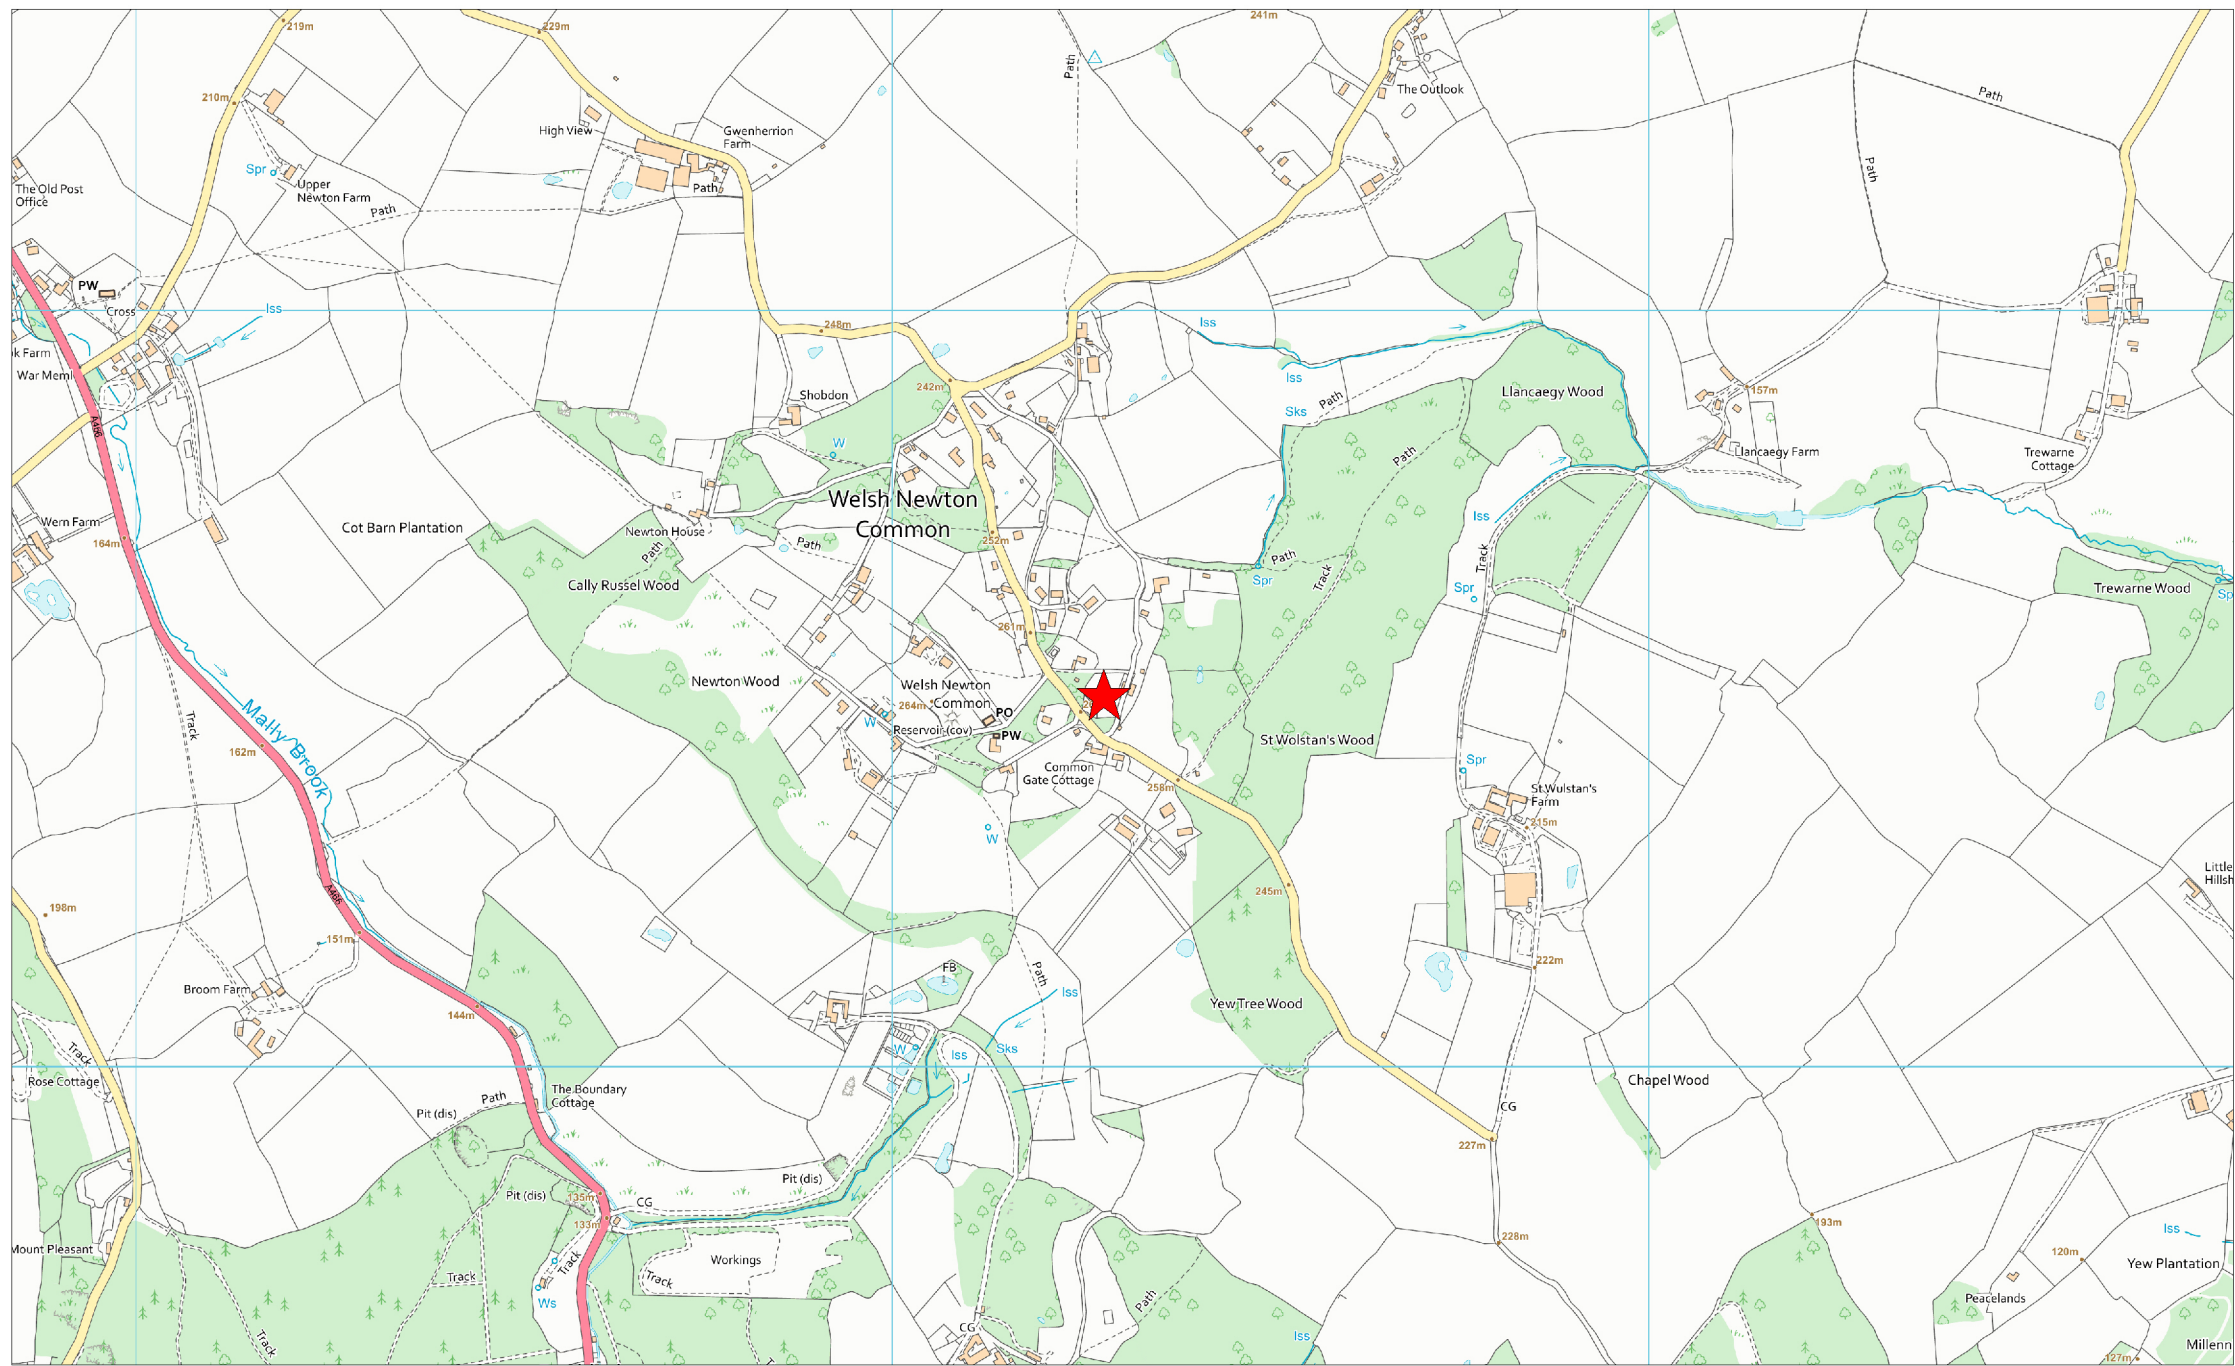 219m
229m
241m
Path
The Outlook
210m
High View
Gwenherrion
Farm
Path
Path
Spr
Upper
Newton Farm
The Old Post
Office
Path
Path
PW
Cross
Iss
248m
Iss
k Farm
War Meml
242m
Shobdon
Iss
Path
Llancaegy Wood
157m
A466
Sks
W
Path
Llancaegy Farm
Trewarne
Cottage
Welsh Newton
Common
Wern Farm
164m
Cot Barn Plantation
Newton House
Path
Path
252m
Iss
Path
Track
Track
Cally Russel Wood
Spr
Spr
Trewarne Wood
Sp
261m
Newton Wood
Welsh Newton
Common
264m
PO
W
Reservoir (cov)
PW
Track
Mally Brook
162m
St Wolstan's Wood
Common
Gate Cottage
258m
Spr
St Wulstan's
Farm
215m
W
245m
Little
Hillsh
A466
198m
151m
222m
Broom Farm
FB
Path
Iss
Yew Tree Wood
144m
Track
W
Iss
Sks
Rose Cottage
The Boundary
Cottage
Path
Pit (dis)
Chapel Wood
CG
227m
Pit (dis)
Pit (dis)
135m
CG
133m
193m
Mount Pleasant
Workings
228m
Iss
120m
Yew Plantation
Track
Track
Track
Ws
Path
Peacelands
CG
Iss
Track
Millenn
127m